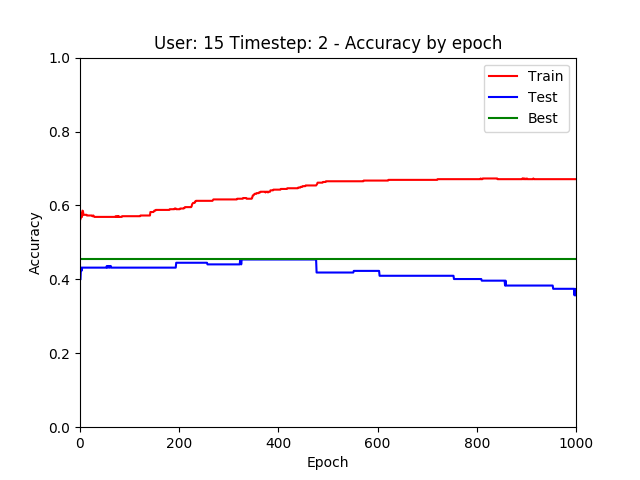 User: 15 Timestep: 2 - Accuracy by epoch
1.0
0.8
0.6
0.4
0.2
0.0
Accuracy
Train
Test
Best
0 200 400 600 800 1000
Epoch